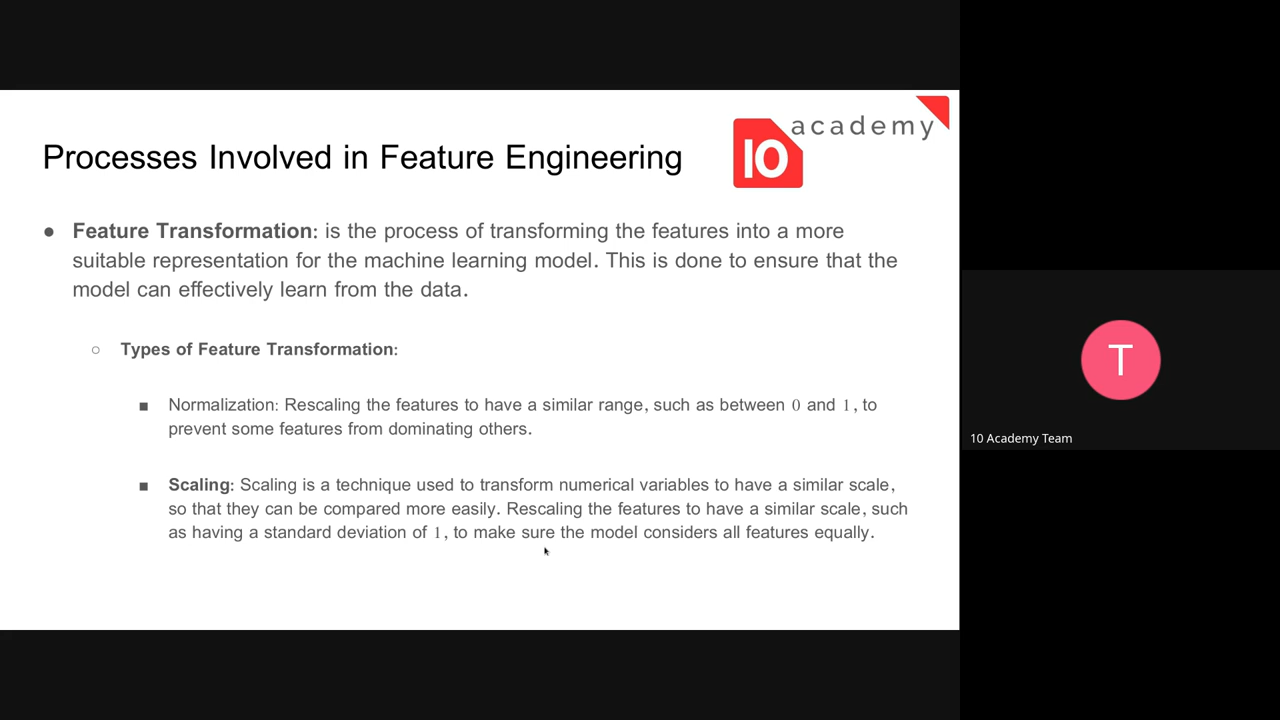 10 academy
Processes Involved in Feature Engineering
● Feature Transformation: is the process of transforming the features into a more
suitable representation for the machine learning model. This is done to ensure that the
model can effectively learn from the data.
○ Types of Feature Transformation:
■ Normalization: Rescaling the features to have a similar range, such as between 0 and 1, to
prevent some features from dominating others.
■ Scaling: Scaling is a technique used to transform numerical variables to have a similar scale,
so that they can be compared more easily. Rescaling the features to have a similar scale, such
as having a standard deviation of 1, to make sure the model considers all features equally.
T
10 Academy Team